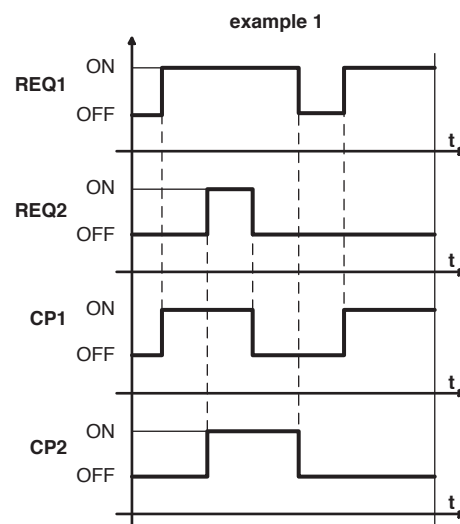 example 1
ON
REQ1
OFF
t
ON
REQ2
OFF
t
ON
CP1
OFF
t
ON
CP2
OFF
t